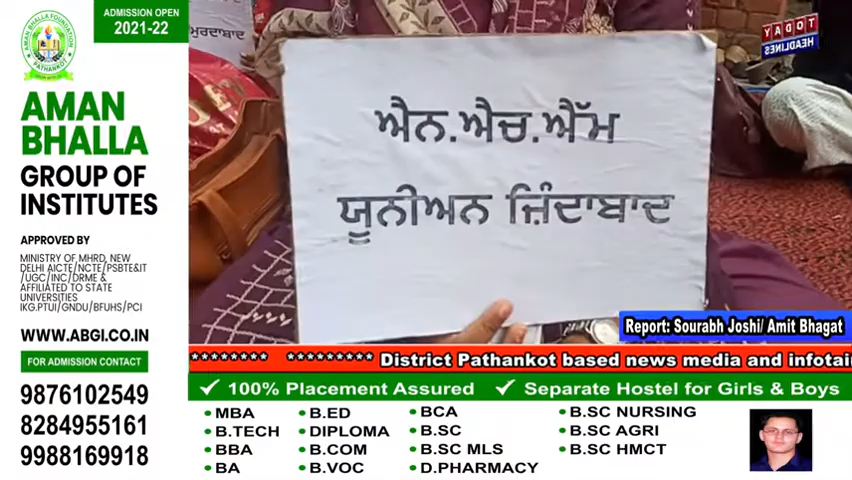 ADMISSION OPEN
2021-22
AMAN BHALLA FOUNDATION
PATHANKOT
AMAN
BHALLA
GROUP OF
INSTITUTES
APPROVED BY
MINISTRY OF MHRD, NEW
DELHI AICTE/NCTE/PSBTE&IT
/UGC/INC/DRME &
AFFILIATED TO STATE
UNIVERSITIES
IKG.PTUI/GNDU/BFUHS/PCI
WWW.ABGI.CO.IN
FOR ADMISSION CONTACT
9876102549
8284955161
9988169918
ਮੁਰਦਾਬਾਦ
TODAY
HEADLINES
ਐਨ.ਐਚ.ਐੱਮ
ਯੂਨੀਅਨ ਜ਼ਿੰਦਾਬਾਦ
Report: Sourabh Joshi/ Amit Bhagat
******** ********* District Pathankot based news media and infotai
✓ 100% Placement Assured ✓ Separate Hostel for Girls & Boys
• MBA • B.ED • BCA • B.SC NURSING
• B.TECH • DIPLOMA • B.SC • B.SC AGRI
• BBA • B.COM • B.SC MLS • B.SC HMCT
• BA • B.VOC • D.PHARMACY